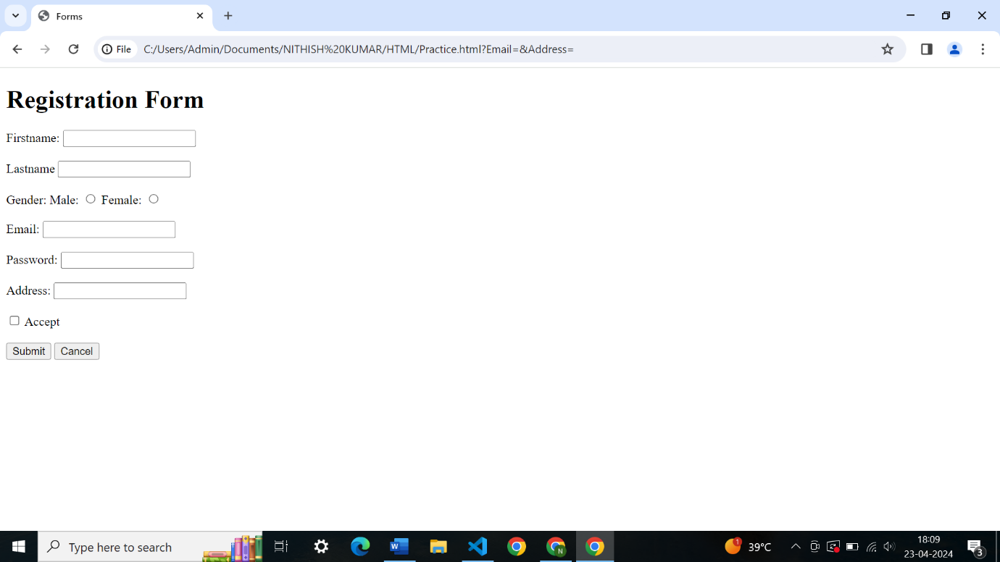 Forms
File
C:/Users/Admin/Documents/NITHISH%20KUMAR/HTML/Practice.html?Email=&Address=
Registration Form
Firstname:
Lastname
Gender: Male: Female:
Email:
Password:
Address:
Accept
Submit Cancel
Type here to search
W
N
1
39°C
18:09
23-04-2024
3